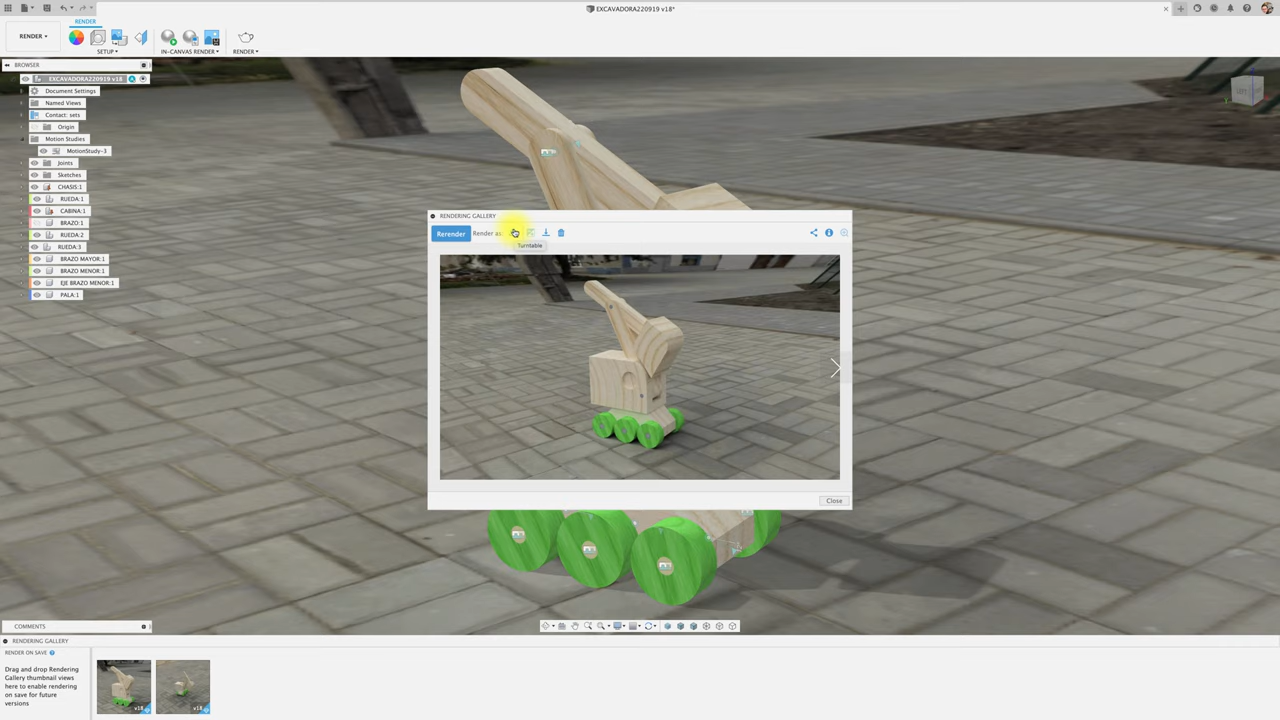 EXCAVADORA220919 v18*
RENDER
RENDER
SETUP
IN-CANVAS RENDER
RENDER
BROWSER
EXCAVADORA220919 v18
Document Settings
Named Views
Contact: sets
Origin
Motion Studies
MotionStudy-3
Joints
Sketches
CHASIS:1
RUEDA:1
CABINA:1
BRAZO:1
RUEDA:2
RUEDA:3
BRAZO MAYOR:1
BRAZO MENOR:1
EJE BRAZO MENOR:1
PALA:1
RENDERING GALLERY
Rerender
Render as:
Turntable
Close
COMMENTS
RENDERING GALLERY
RENDER ON SAVE
Drag and drop Rendering
Gallery thumbnail views
here to enable rendering
on save for future
versions
v18
v18